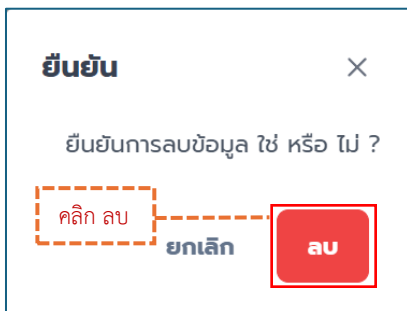 ยืนยัน
ยืนยันการลบข้อมูล ใช่ หรือ ไม่ ?
คลิก ลบ
ยกเลิก ลบ